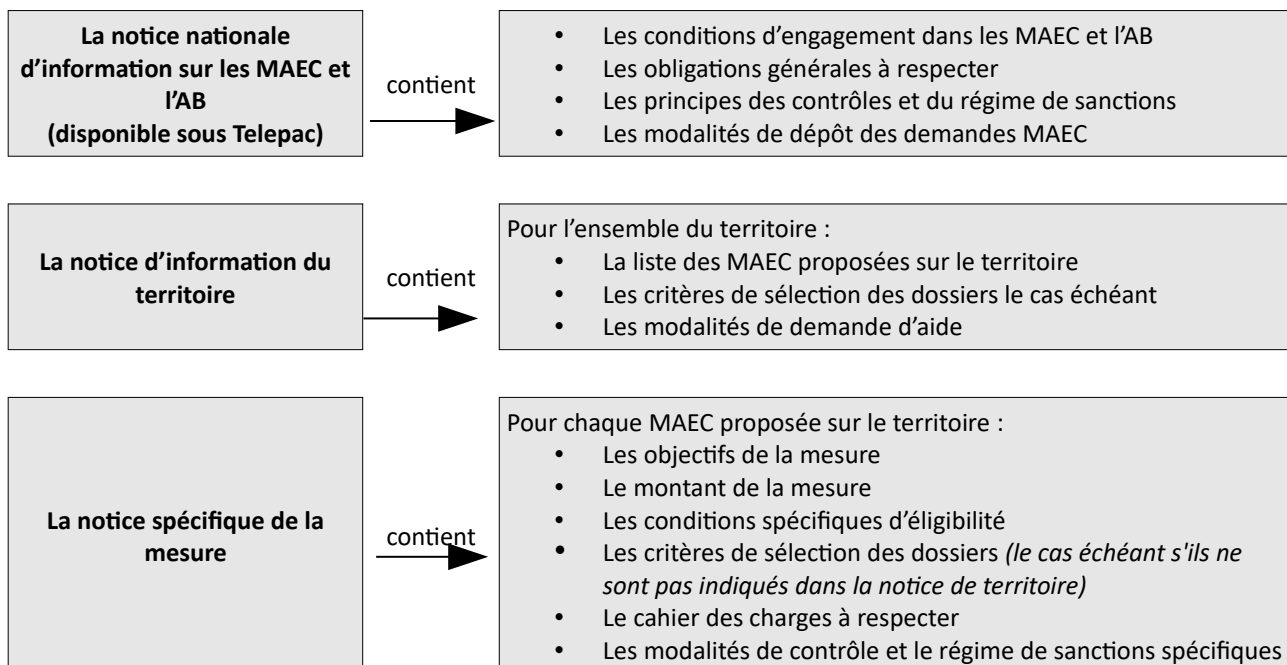 La notice nationale
d'information sur les MAEC et
l'AB
(disponible sous Telepac)
contient
• Les conditions d'engagement dans les MAEC et l'AB
• Les obligations générales à respecter
• Les principes des contrôles et du régime de sanctions
• Les modalités de dépôt des demandes MAEC
La notice d'information du
territoire
contient
Pour l'ensemble du territoire :
• La liste des MAEC proposées sur le territoire
• Les critères de sélection des dossiers le cas échéant
• Les modalités de demande d'aide
La notice spécifique de la
mesure
contient
Pour chaque MAEC proposée sur le territoire :
• Les objectifs de la mesure
• Le montant de la mesure
• Les conditions spécifiques d'éligibilité
• Les critères de sélection des dossiers (le cas échéant s'ils ne
sont pas indiqués dans la notice de territoire)
• Le cahier des charges à respecter
• Les modalités de contrôle et le régime de sanctions spécifiques